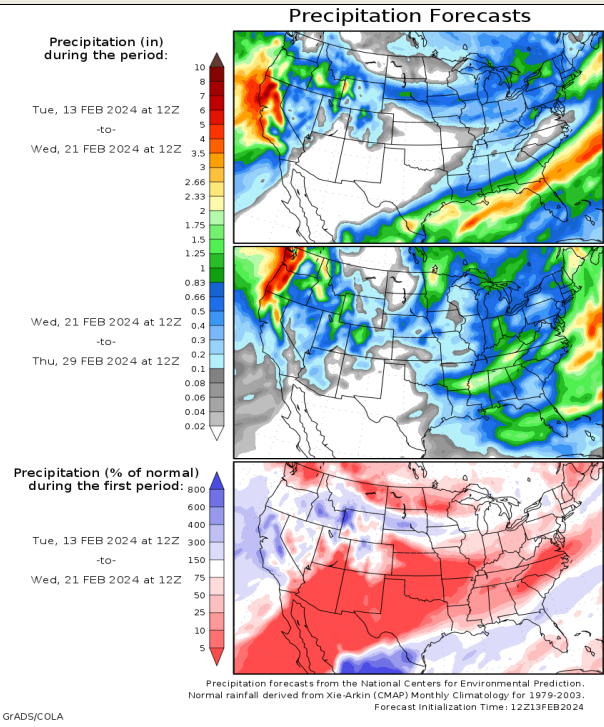 Precipitation Forecasts
Precipitation (in)
during the period:
10
8
7
6
5
4
3.5
3
2.66
2.33
2
1.75
1.5
1.25
1
0.83
0.66
0.5
0.4
0.3
0.2
0.1
0.08
0.06
0.04
0.02
Tue, 13 FEB 2024 at 12Z
-to-
Wed, 21 FEB 2024 at 12Z
Wed, 21 FEB 2024 at 12Z
-to-
Thu, 29 FEB 2024 at 12Z
Precipitation (% of normal)
during the first period:
800
600
400
300
150
75
50
25
10
5
Tue, 13 FEB 2024 at 12Z
-to-
Wed, 21 FEB 2024 at 12Z
Precipitation forecasts from the National Centers for Environmental Prediction.
Normal rainfall derived from Xie-Arkin (CMAP) Monthly Climatology for 1979-2003.
Forecast Initialization Time: 12Z13FEB2024
GrADS/COLA